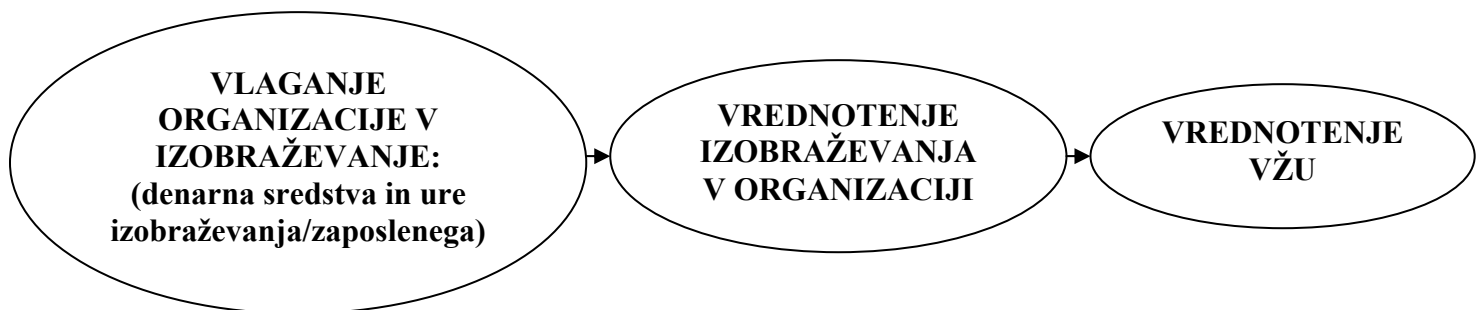 VLAGANJE
ORGANIZACIJE V
IZOBRAŽEVANJE:
(denarna sredstva in ure
izobraževanja/zaposlenega)
VREDNOTENJE
IZOBRAŽEVANJA
V ORGANIZACIJI
VREDNOTENJE
VŽU